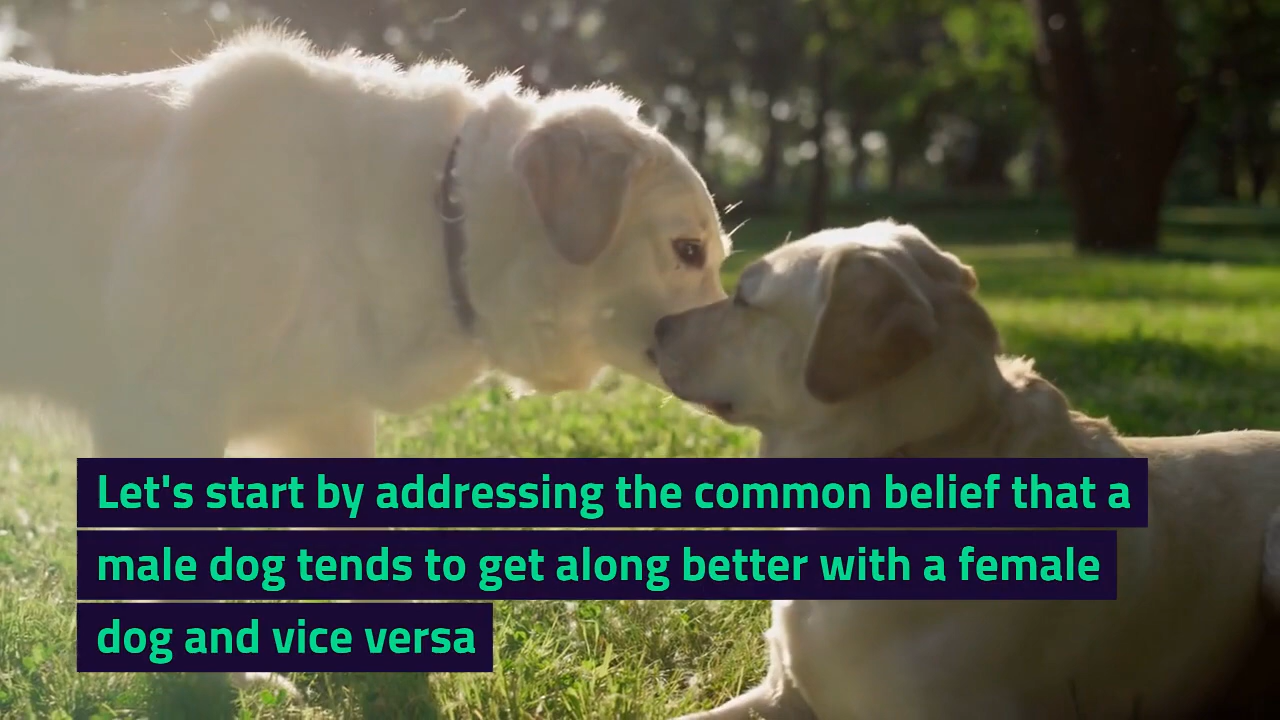 Let's start by addressing the common belief that a
male dog tends to get along better with a female
dog and vice versa